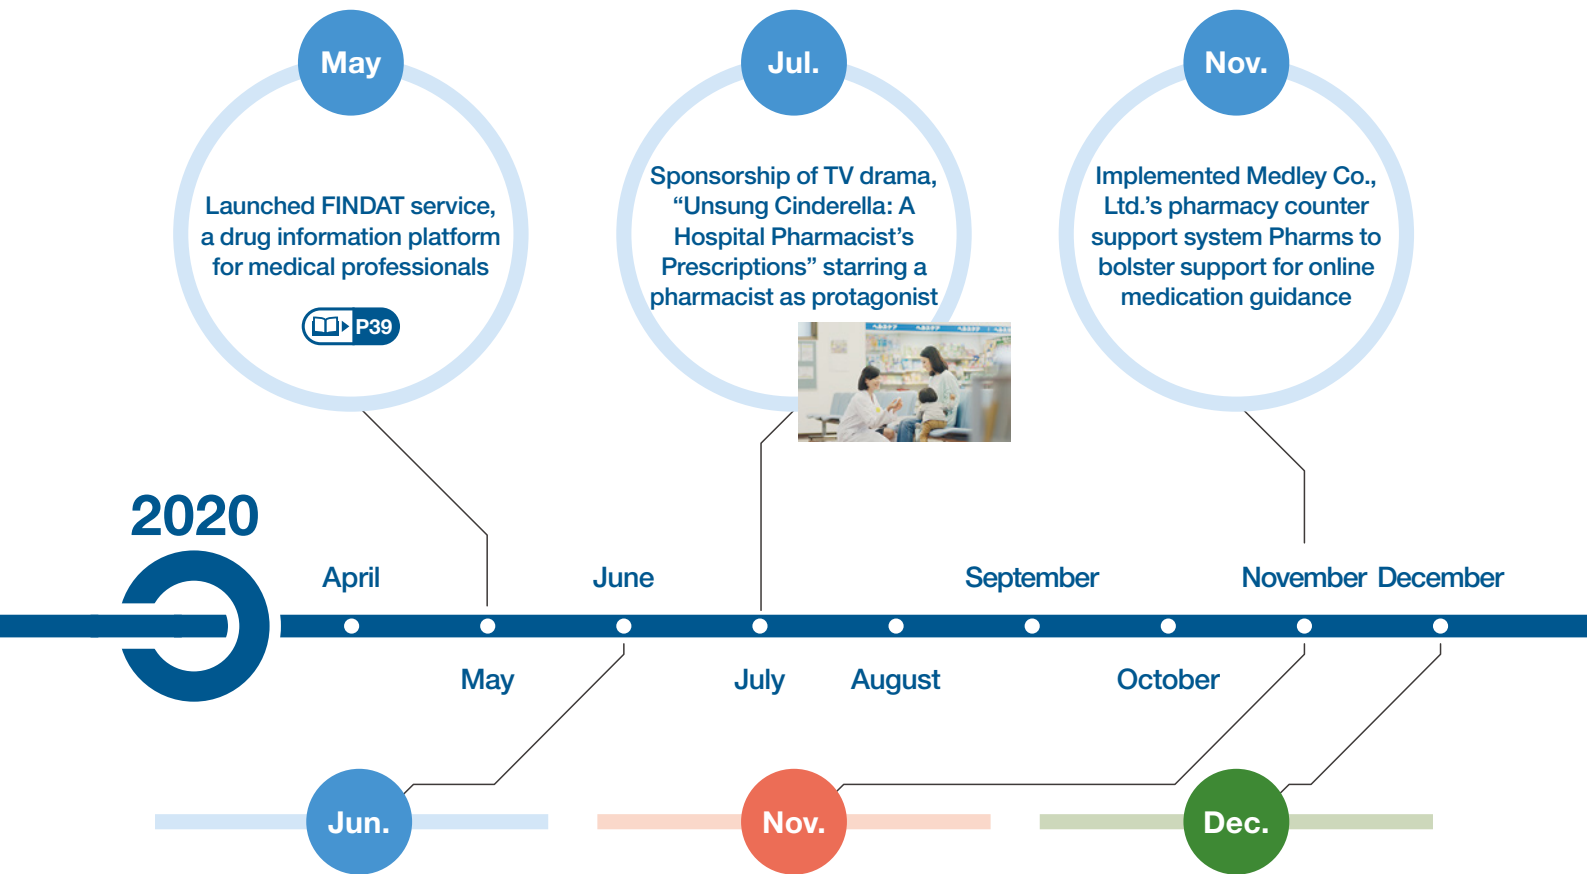 May
Launched FINDAT service,
a drug information platform
for medical professionals
P39
Jul.
Sponsorship of TV drama,
“Unsung Cinderella: A
Hospital Pharmacist’s
Prescriptions” starring a
pharmacist as protagonist
Nov.
Implemented Medley Co.,
Ltd.’s pharmacy counter
support system Pharms to
bolster support for online
medication guidance
2020
April
May
June
July
August
September
October
November
December
Jun.
Nov.
Dec.